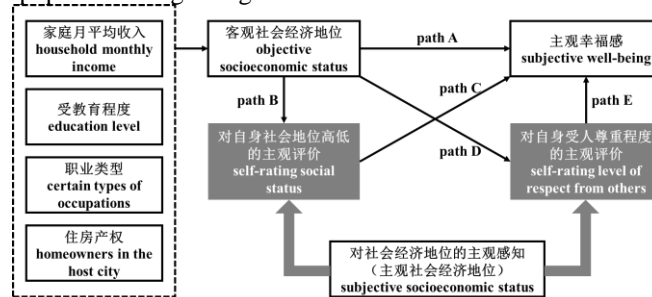 家庭月平均收入
household monthly
income
受教育程度
education level
职业类型
certain types of
occupations
住房产权
homeowners in the
host city
客观社会经济地位
objective
socioeconomic status
path A
主观幸福感
subjective well-being
path B
path C
path D
path E
对自身社会地位高低
的主观评价
self-rating social
status
对自身受人尊重程度
的主观评价
self-rating level of
respect from others
对社会经济地位的主观感知
（主观社会经济地位）
subjective socioeconomic status